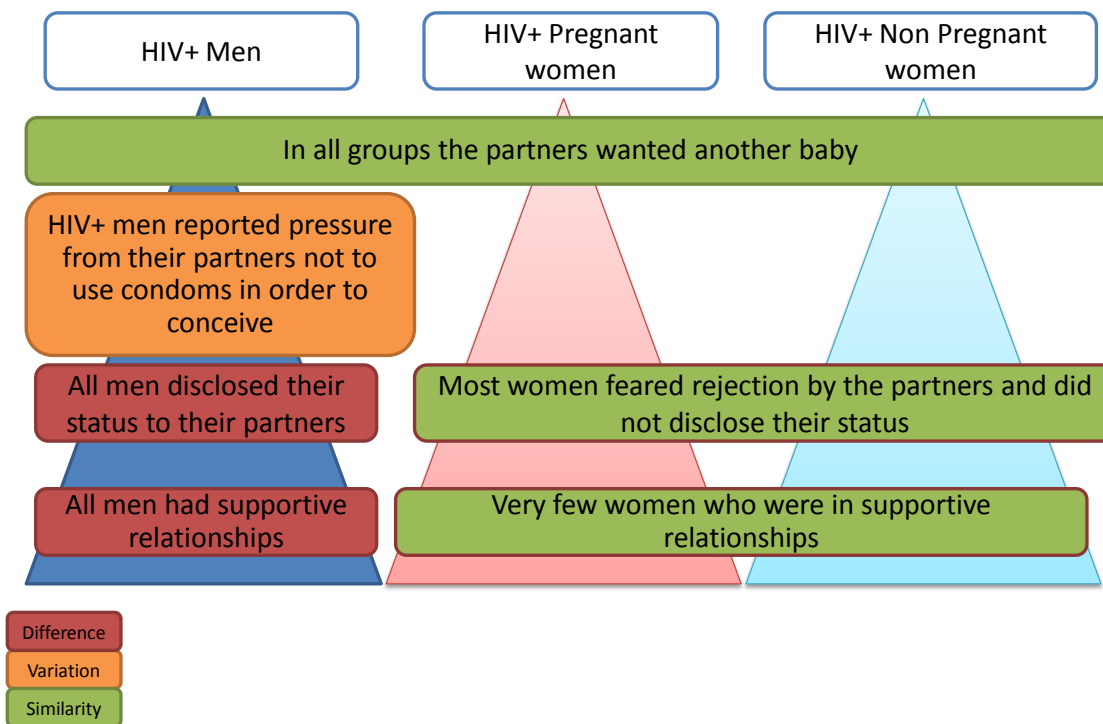 HIV+ Men
HIV+ Pregnant
women
HIV+ Non Pregnant
women
In all groups the partners wanted another baby
HIV+ men reported pressure
from their partners not to
use condoms in order to
conceive
All men disclosed their
status to their partners
Most women feared rejection by the partners and did
not disclose their status
All men had supportive
relationships
Very few women who were in supportive
relationships
Difference
Variation
Similarity